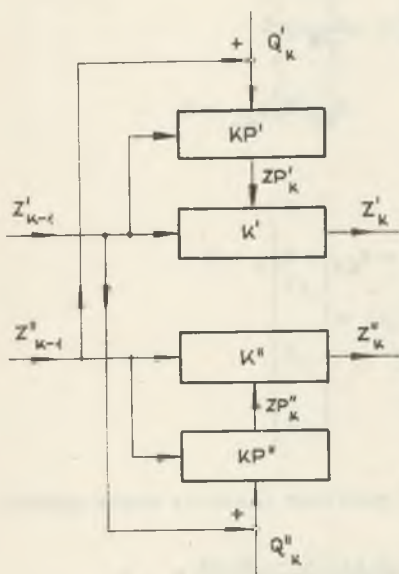 + Q'ₖ
KP'
ZP'ₖ
Z'ₖ₋₁
K'
Z'ₖ
Z"ₖ₋₁
K"
Z"ₖ
ZP"ₖ
KP"
+
Q"ₖ